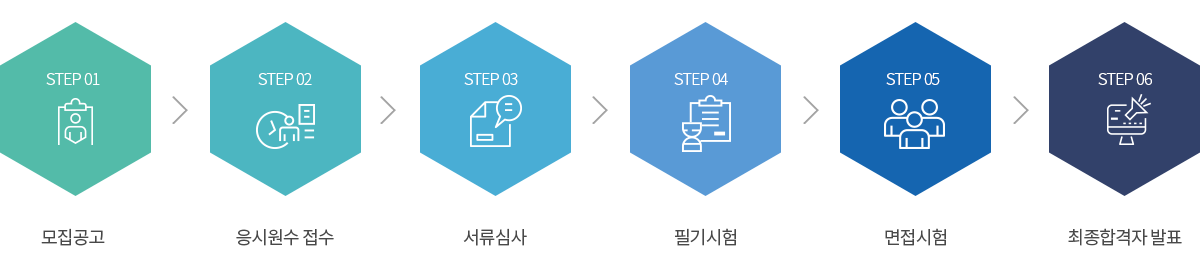 STEP 01
STEP 02
STEP 03
STEP 04
STEP 05
STEP 06
모집공고
응시원수 접수
서류심사
필기시험
면접시험
최종합격자 발표